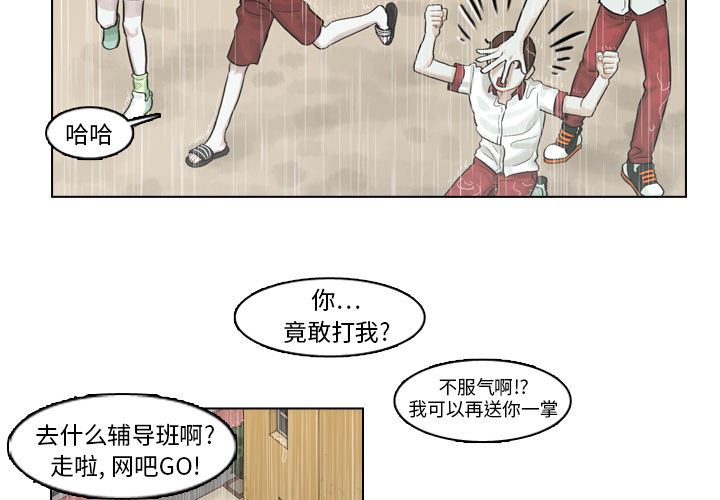 哈哈
你...
竟敢打我?
不服气啊!?
我可以再送你一掌
去什么辅导班啊?
走啦, 网吧GO!